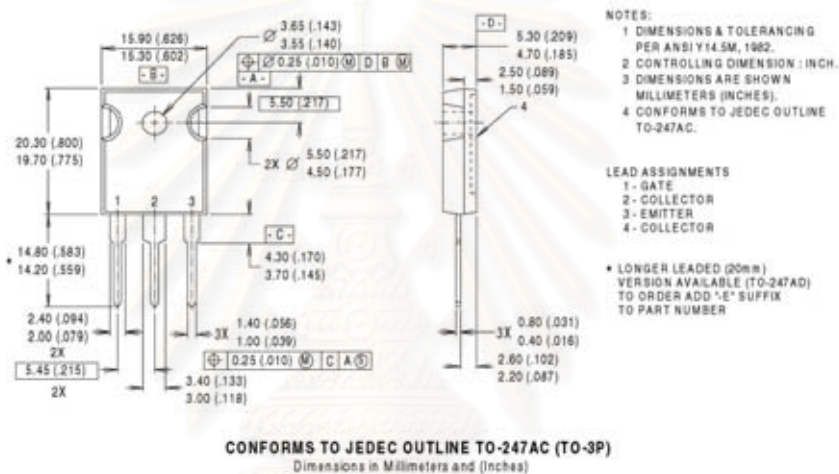 15.90 (.626)
15.30 (.602)
- B -
Ø 3.65 (.143)
3.55 (.140)
⌖ Ø 0.25 (.010) Ⓜ D B Ⓜ
- A -
5.50 (.217)
20.30 (.800)
19.70 (.775)
2X Ø 5.50 (.217)
4.50 (.177)
1 2 3
- C -
* 14.80 (.583)
14.20 (.559)
4.30 (.170)
3.70 (.145)
2.40 (.094)
2.00 (.079)
2X
5.45 (.215)
2X
3X 1.40 (.056)
1.00 (.039)
⌖ 0.25 (.010) Ⓜ C A Ⓢ
3.40 (.133)
3.00 (.118)
- D -
5.30 (.209)
4.70 (.185)
2.50 (.089)
1.50 (.059)
4
3X 0.80 (.031)
0.40 (.016)
2.60 (.102)
2.20 (.087)
NOTES:
1 DIMENSIONS & TOLERANCING
PER ANSI Y14.5M, 1982.
2 CONTROLLING DIMENSION : INCH.
3 DIMENSIONS ARE SHOWN
MILLIMETERS (INCHES).
4 CONFORMS TO JEDEC OUTLINE
TO-247AC.
LEAD ASSIGNMENTS
1 - GATE
2 - COLLECTOR
3 - EMITTER
4 - COLLECTOR
* LONGER LEADED (20mm)
VERSION AVAILABLE (TO-247AD)
TO ORDER ADD "-E" SUFFIX
TO PART NUMBER
CONFORMS TO JEDEC OUTLINE TO-247AC (TO-3P)
Dimensions in Millimeters and (Inches)